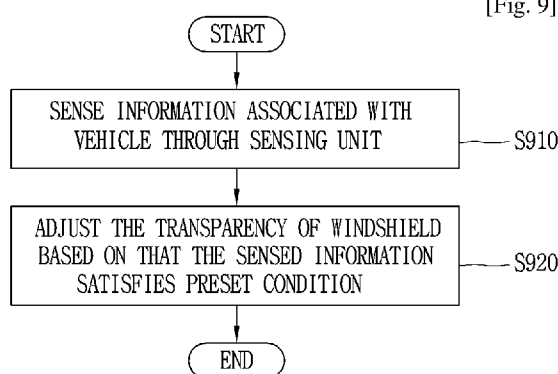 [Fig. 9]
START
SENSE INFORMATION ASSOCIATED WITH
VEHICLE THROUGH SENSING UNIT
S910
ADJUST THE TRANSPARENCY OF WINDSHIELD
BASED ON THAT THE SENSED INFORMATION
SATISFIES PRESET CONDITION
S920
END